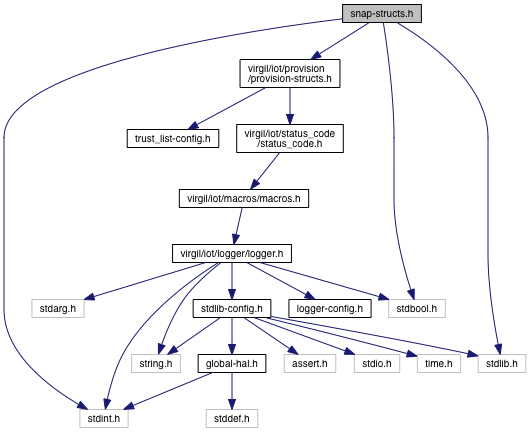 snap-structs.h
virgil/iot/provision
/provision-structs.h
trust_list-config.h
virgil/iot/status_code
/status_code.h
virgil/iot/macros/macros.h
virgil/iot/logger/logger.h
stdarg.h
stdlib-config.h
logger-config.h
stdbool.h
string.h
global-hal.h
assert.h
stdio.h
time.h
stdlib.h
stdint.h
stddef.h